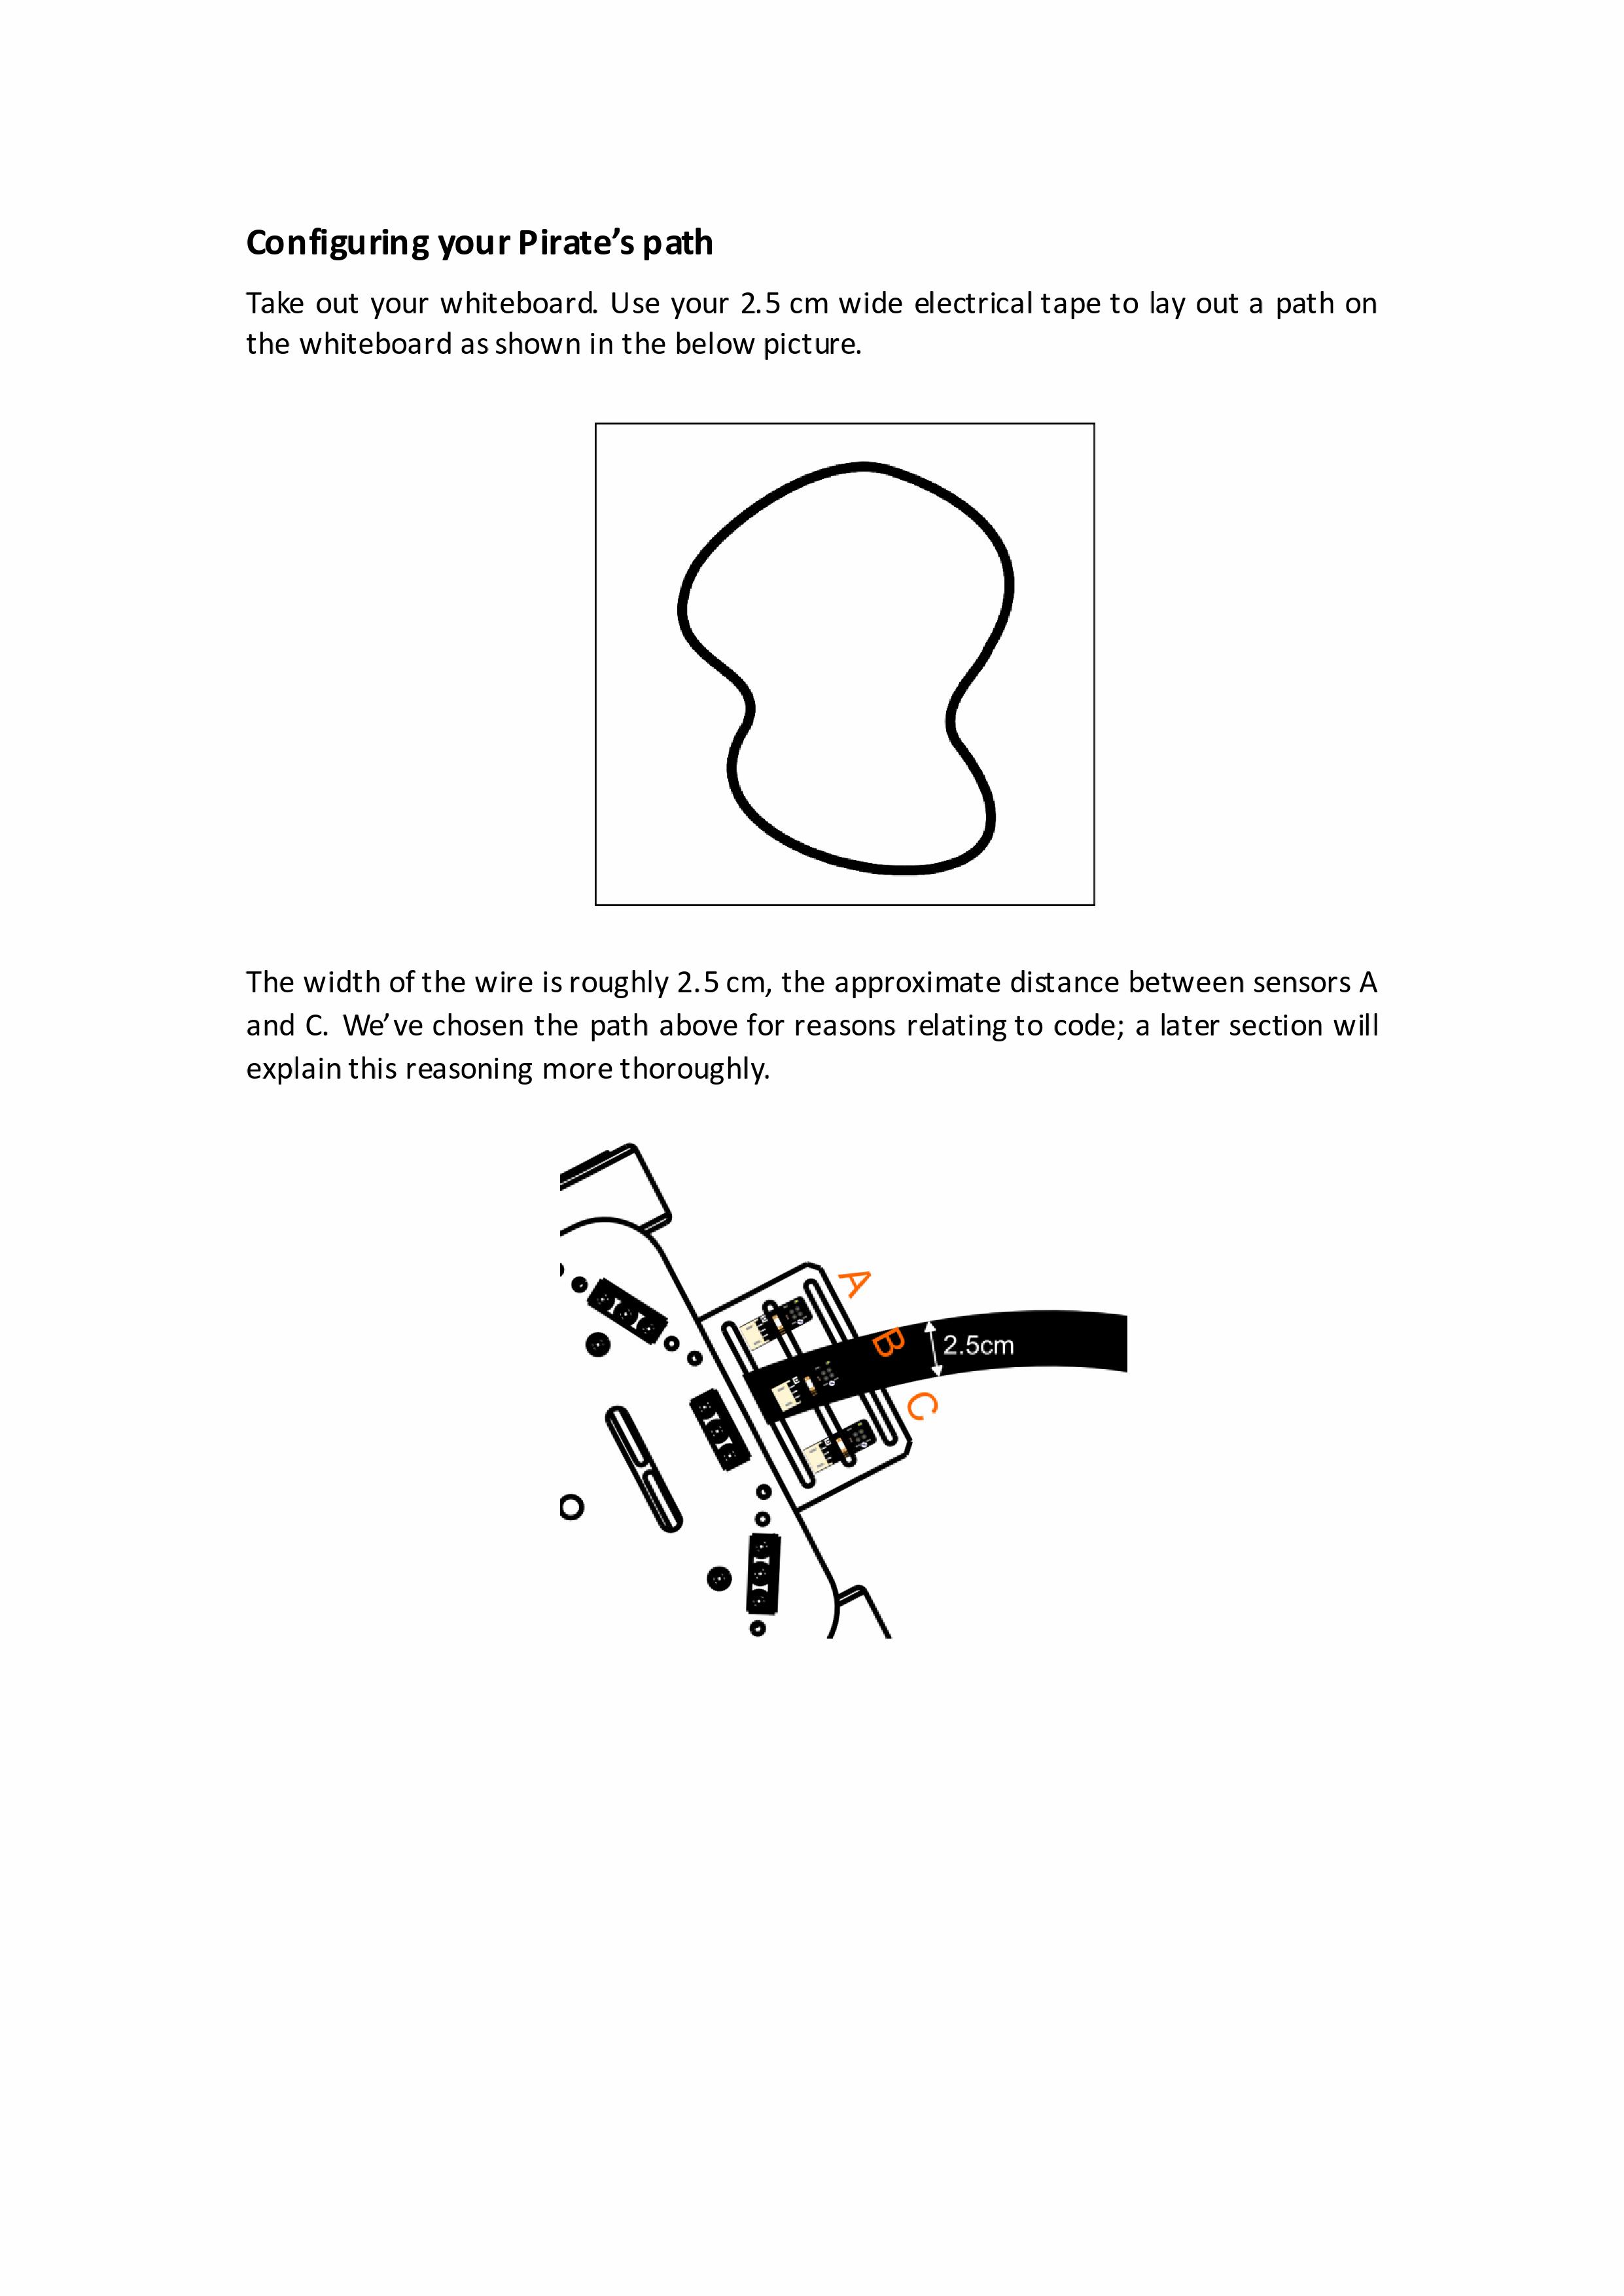 Configuring your Pirate’s path
Take out your whiteboard. Use your 2.5 cm wide electrical tape to lay out a path on
the whiteboard as shown in the below picture.
The width of the wire is roughly 2.5 cm, the approximate distance between sensors A
and C. We’ve chosen the path above for reasons relating to code; a later section will
explain this reasoning more thoroughly.
A
B
2.5cm
C